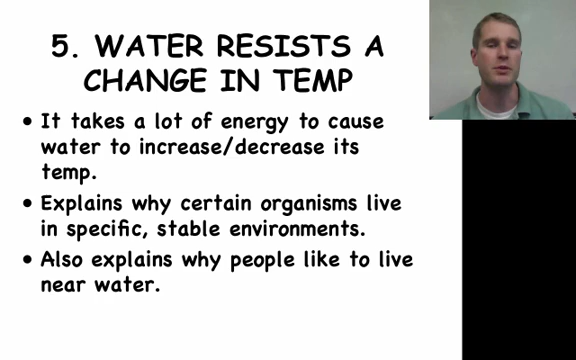 5. WATER RESISTS A
CHANGE IN TEMP
• It takes a lot of energy to cause
water to increase/decrease its
temp.
• Explains why certain organisms live
in specific, stable environments.
• Also explains why people like to live
near water.